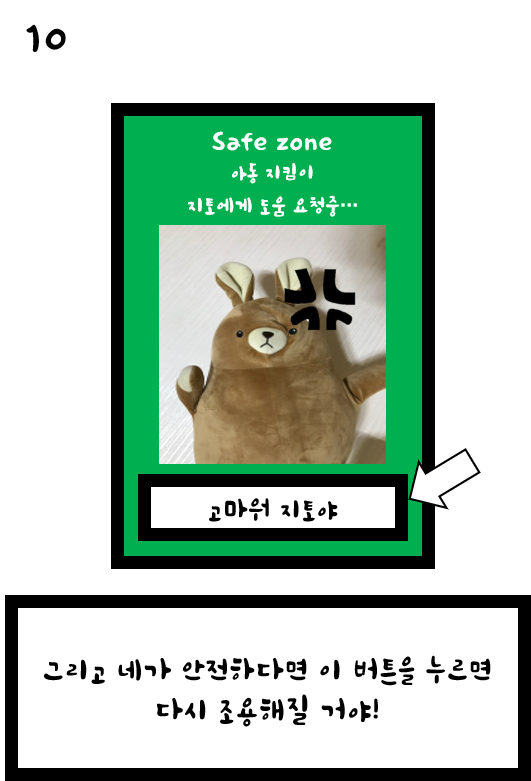 10
Safe zone
아동 지킴이
지토에게 도움 요청중...
고마워 지토야
그리고 네가 안전하다면 이 버튼을 누르면
다시 조용해질 거야!